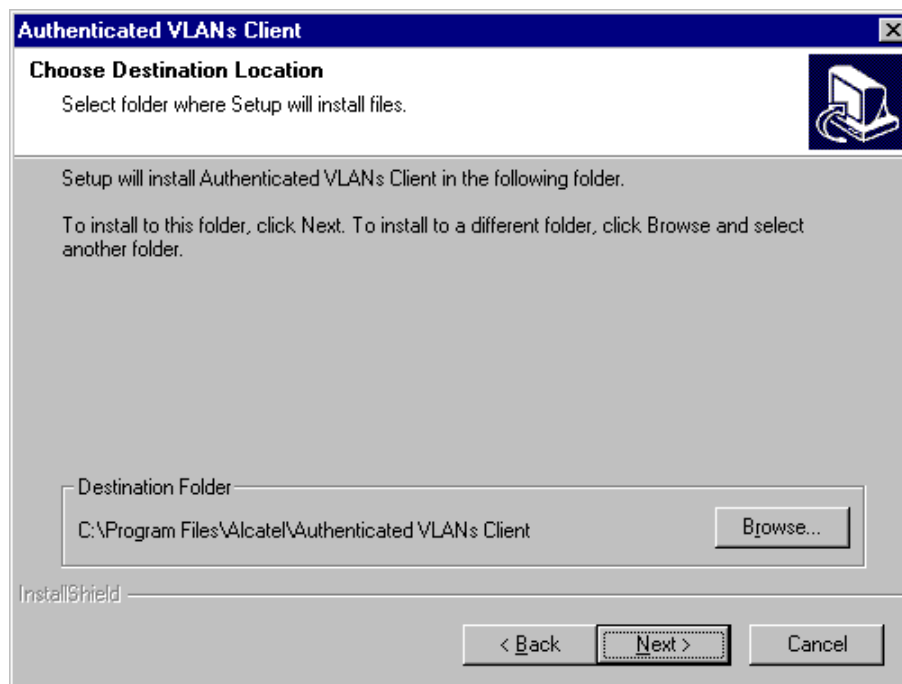 Authenticated VLANs Client
Choose Destination Location
Select folder where Setup will install files.
Setup will install Authenticated VLANs Client in the following folder.
To install to this folder, click Next. To install to a different folder, click Browse and select
another folder.
Destination Folder
C:\Program Files\Alcatel\Authenticated VLANs Client
Browse...
InstallShield
< Back
Next >
Cancel